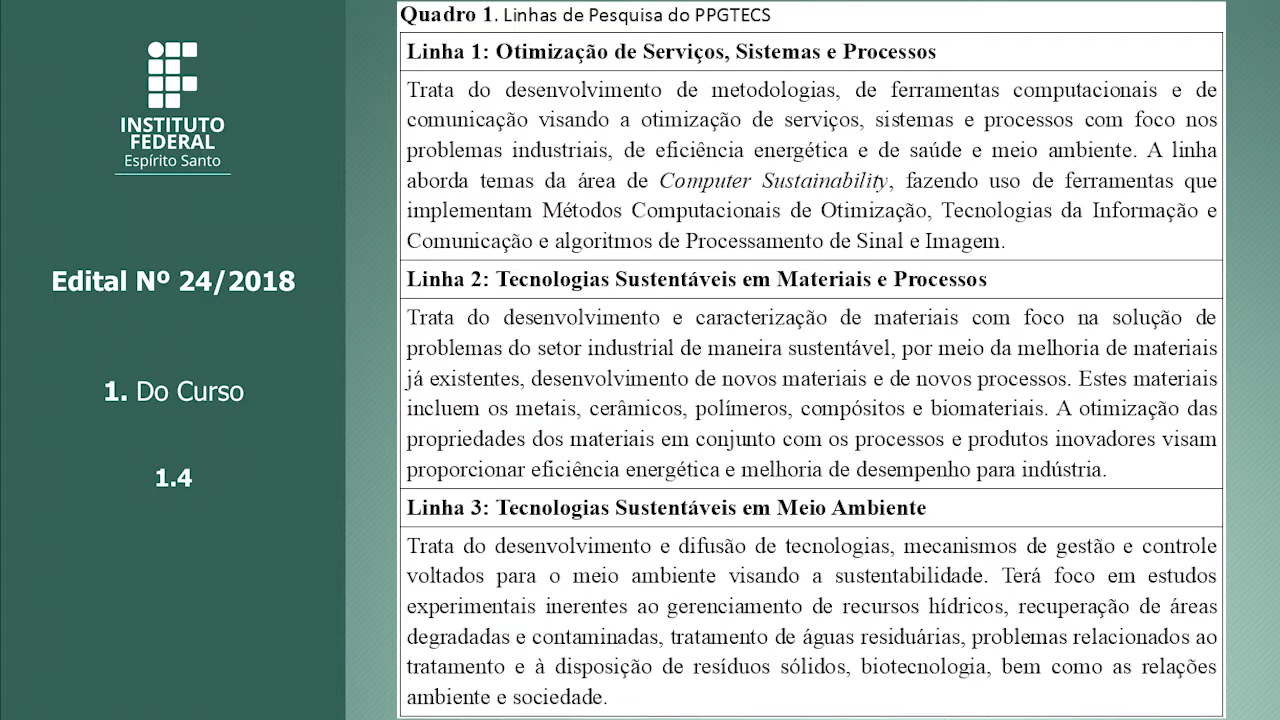 INSTITUTO
FEDERAL
Espírito Santo
Edital Nº 24/2018
1. Do Curso
1.4
Quadro 1. Linhas de Pesquisa do PPGTECS
Linha 1: Otimização de Serviços, Sistemas e Processos
Trata do desenvolvimento de metodologias, de ferramentas computacionais e de
comunicação visando a otimização de serviços, sistemas e processos com foco nos
problemas industriais, de eficiência energética e de saúde e meio ambiente. A linha
aborda temas da área de Computer Sustainability, fazendo uso de ferramentas que
implementam Métodos Computacionais de Otimização, Tecnologias da Informação e
Comunicação e algoritmos de Processamento de Sinal e Imagem.
Linha 2: Tecnologias Sustentáveis em Materiais e Processos
Trata do desenvolvimento e caracterização de materiais com foco na solução de
problemas do setor industrial de maneira sustentável, por meio da melhoria de materiais
já existentes, desenvolvimento de novos materiais e de novos processos. Estes materiais
incluem os metais, cerâmicos, polímeros, compósitos e biomateriais. A otimização das
propriedades dos materiais em conjunto com os processos e produtos inovadores visam
proporcionar eficiência energética e melhoria de desempenho para indústria.
Linha 3: Tecnologias Sustentáveis em Meio Ambiente
Trata do desenvolvimento e difusão de tecnologias, mecanismos de gestão e controle
voltados para o meio ambiente visando a sustentabilidade. Terá foco em estudos
experimentais inerentes ao gerenciamento de recursos hídricos, recuperação de áreas
degradadas e contaminadas, tratamento de águas residuárias, problemas relacionados ao
tratamento e à disposição de resíduos sólidos, biotecnologia, bem como as relações
ambiente e sociedade.